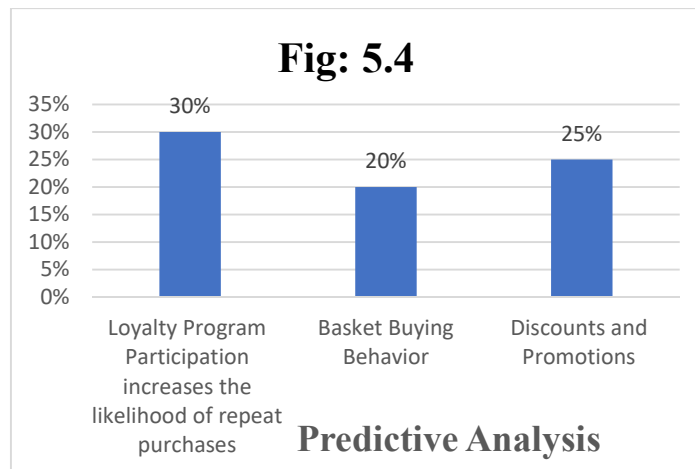 Fig: 5.4
35%
30%
25%
20%
15%
10%
5%
0%
30%
20%
25%
Loyalty Program
Participation
increases the
likelihood of repeat
purchases
Basket Buying
Behavior
Discounts and
Promotions
Predictive Analysis